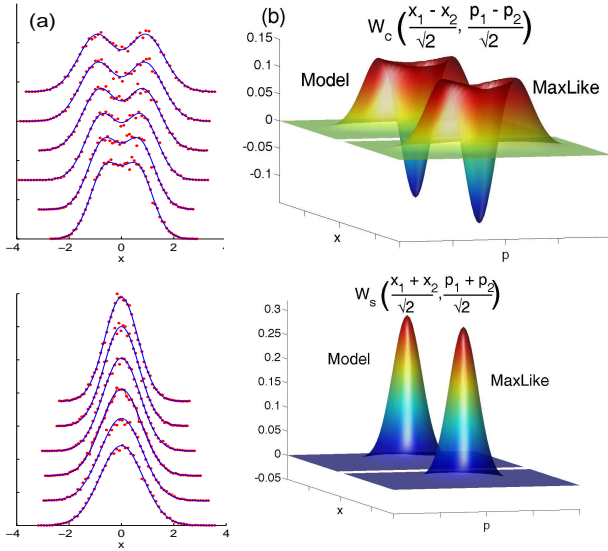 (a)
−4 −2 0 2 4
x
(b)
W_c ( (x_1 - x_2)/√2 , (p_1 - p_2)/√2 )
0.15
0.1
0.05
0
-0.05
-0.1
Model
MaxLike
x
p
−4 −2 0 2 4
x
W_s ( (x_1 + x_2)/√2 , (p_1 + p_2)/√2 )
0.3
0.25
0.2
0.15
0.1
0.05
0
-0.05
Model
MaxLike
x
p